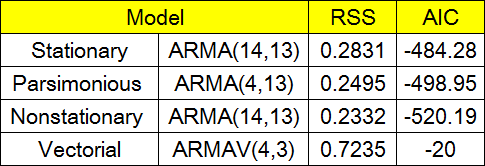 Model RSS AIC
Stationary ARMA(14,13) 0.2831 -484.28
Parsimonious ARMA(4,13) 0.2495 -498.95
Nonstationary ARMA(14,13) 0.2332 -520.19
Vectorial ARMAV(4,3) 0.7235 -20